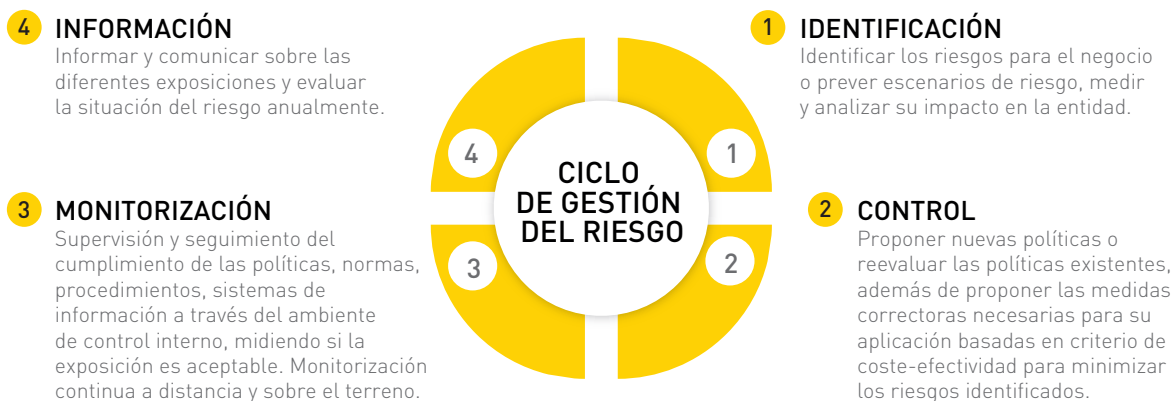 4 INFORMACIÓN
Informar y comunicar sobre las
diferentes exposiciones y evaluar
la situación del riesgo anualmente.
1 IDENTIFICACIÓN
Identificar los riesgos para el negocio
o prever escenarios de riesgo, medir
y analizar su impacto en la entidad.
4
1
CICLO
DE GESTIÓN
DEL RIESGO
3
2
3 MONITORIZACIÓN
Supervisión y seguimiento del
cumplimiento de las políticas, normas,
procedimientos, sistemas de
información a través del ambiente
de control interno, midiendo si la
exposición es aceptable. Monitorización
continua a distancia y sobre el terreno.
2 CONTROL
Proponer nuevas políticas o
reevaluar las políticas existentes,
además de proponer las medidas
correctoras necesarias para su
aplicación basadas en criterio de
coste-efectividad para minimizar
los riesgos identificados.